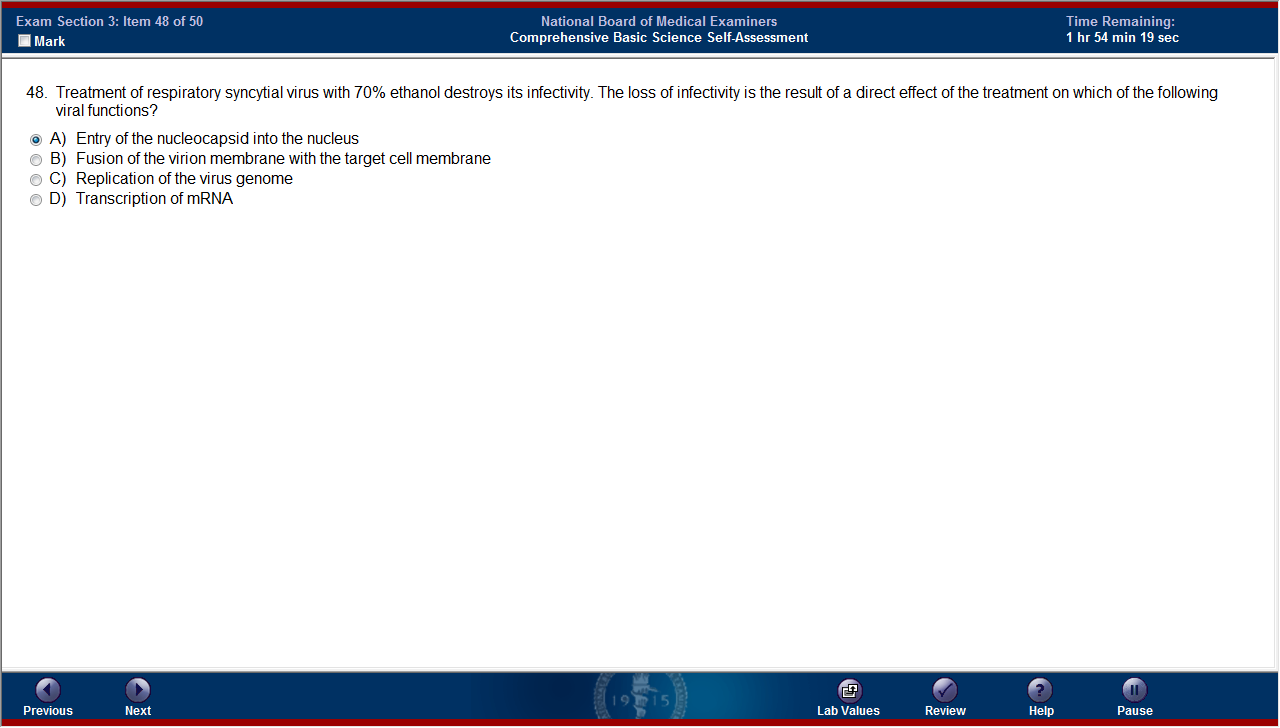 Exam Section 3: Item 48 of 50
National Board of Medical Examiners
Time Remaining:
Mark
Comprehensive Basic Science Self-Assessment
1 hr 54 min 19 sec
48. Treatment of respiratory syncytial virus with 70% ethanol destroys its infectivity. The loss of infectivity is the result of a direct effect of the treatment on which of the following
viral functions?
A) Entry of the nucleocapsid into the nucleus
B) Fusion of the virion membrane with the target cell membrane
C) Replication of the virus genome
D) Transcription of mRNA
1915
Previous
Next
Lab Values
Review
Help
Pause